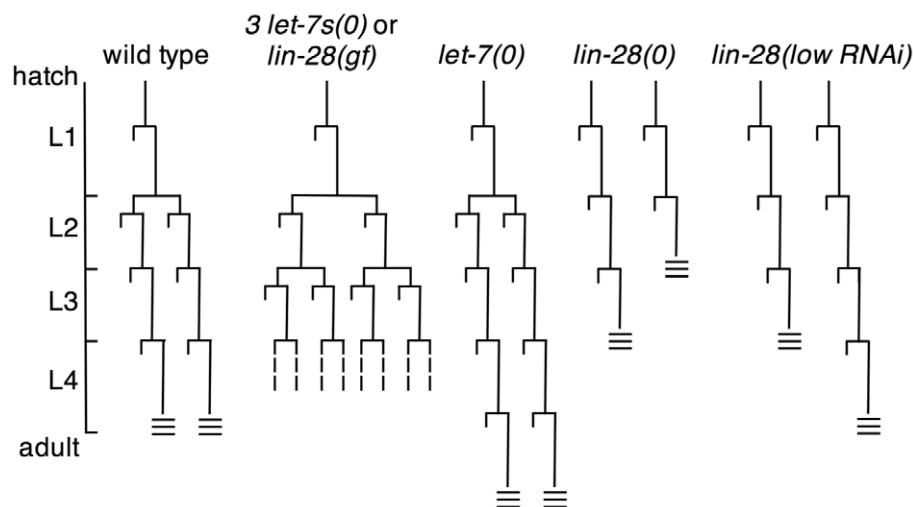 3 let-7s(0) or
wild type lin-28(gf) let-7(0) lin-28(0) lin-28(low RNAi)
hatch
L1
L2
L3
L4
adult